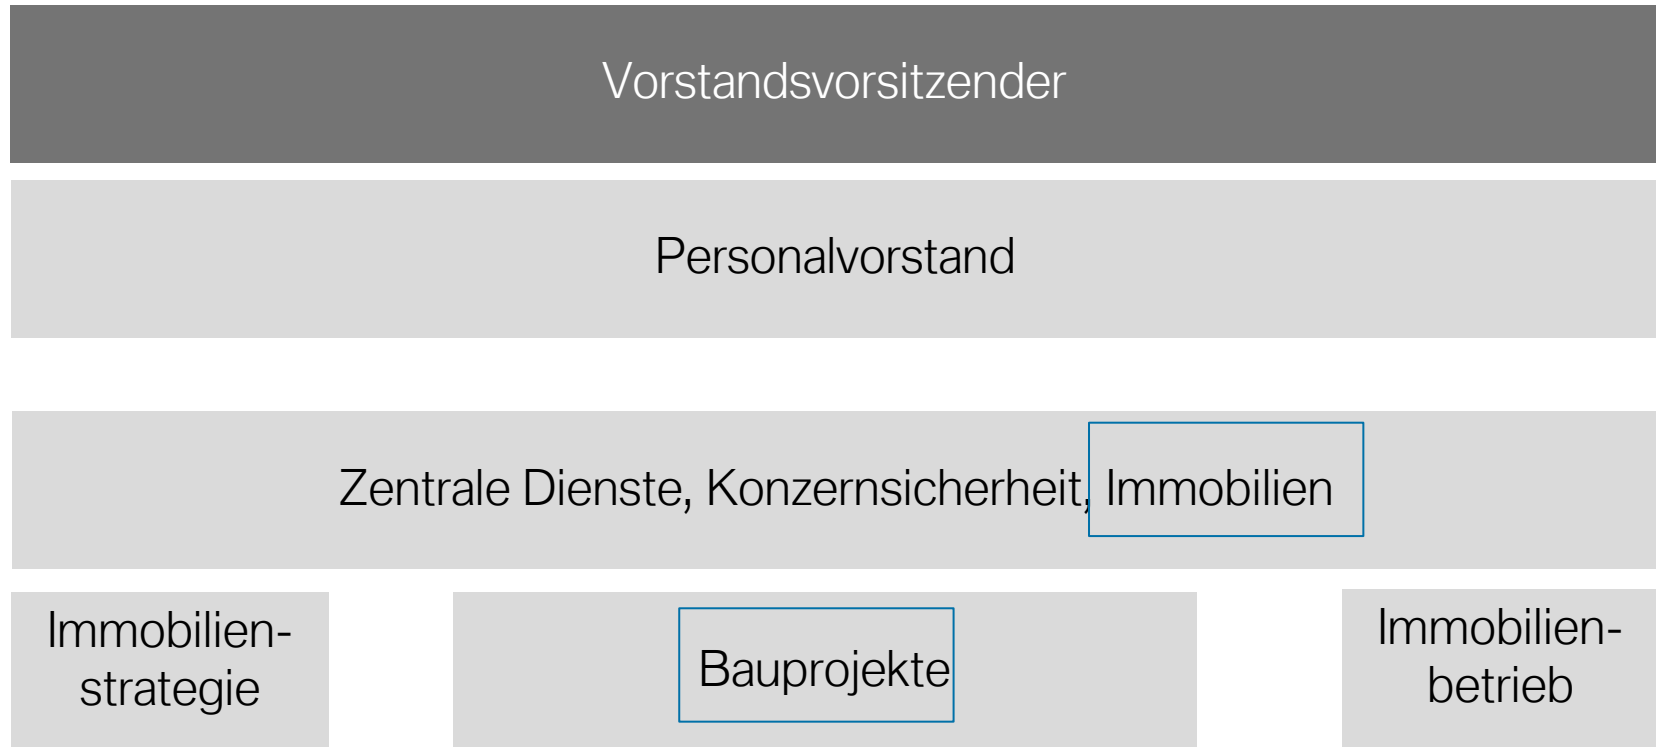 Vorstandsvorsitzender
Personalvorstand
Zentrale Dienste, Konzernsicherheit, Immobilien
Immobilien-
strategie
Bauprojekte
Immobilien-
betrieb